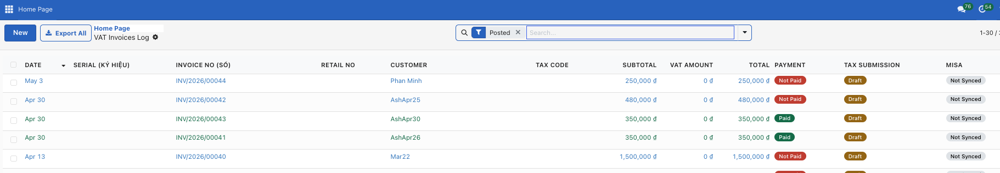 Home Page 76 54
New Export All Home Page
VAT Invoices Log
Posted Search... 1-30 /
DATE SERIAL (KÝ HIỆU) INVOICE NO (SỐ) RETAIL NO CUSTOMER TAX CODE SUBTOTAL VAT AMOUNT TOTAL PAYMENT TAX SUBMISSION MISA
May 3 INV/2026/00044 Phan Minh 250,000 ₫ 0 ₫ 250,000 ₫ Not Paid Draft Not Synced
Apr 30 INV/2026/00042 AshApr25 480,000 ₫ 0 ₫ 480,000 ₫ Not Paid Draft Not Synced
Apr 30 INV/2026/00043 AshApr30 350,000 ₫ 0 ₫ 350,000 ₫ Paid Draft Not Synced
Apr 30 INV/2026/00041 AshApr26 350,000 ₫ 0 ₫ 350,000 ₫ Paid Draft Not Synced
Apr 13 INV/2026/00040 Mar22 1,500,000 ₫ 0 ₫ 1,500,000 ₫ Not Paid Draft Not Synced